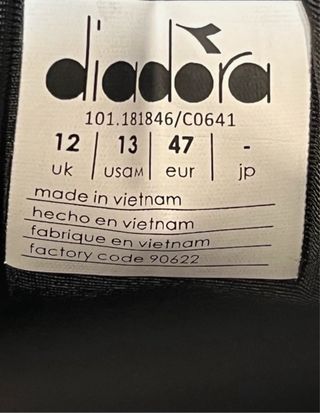 diadora
101.181846/C0641
12 | 13 | 47 | -
uk | usaM | eur | jp
made in vietnam
hecho en vietnam
fabrique en vietnam
factory code 90622